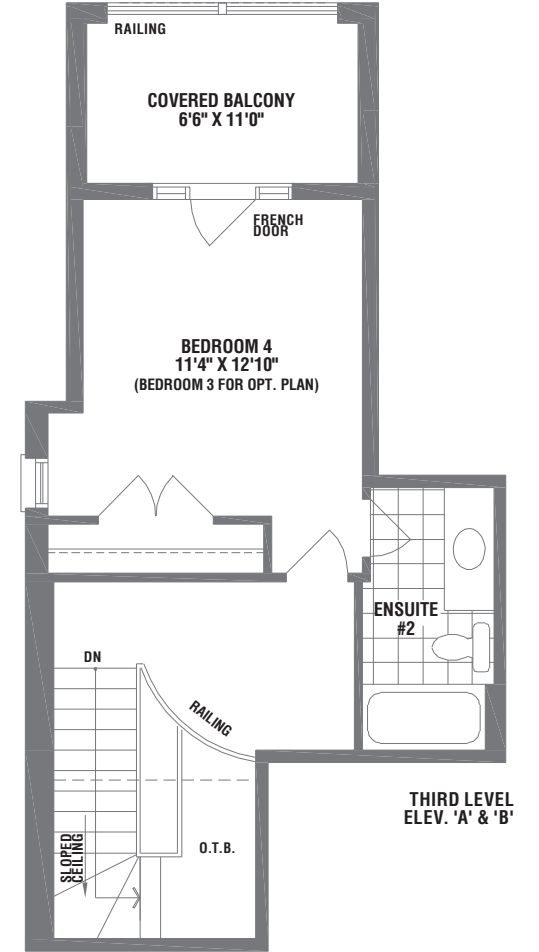 RAILING
COVERED BALCONY
6'6" X 11'0"
FRENCH
DOOR
BEDROOM 4
11'4" X 12'10"
(BEDROOM 3 FOR OPT. PLAN)
ENSUITE
#2
DN
RAILING
SLOPED
CEILING
O.T.B.
THIRD LEVEL
ELEV. 'A' & 'B'